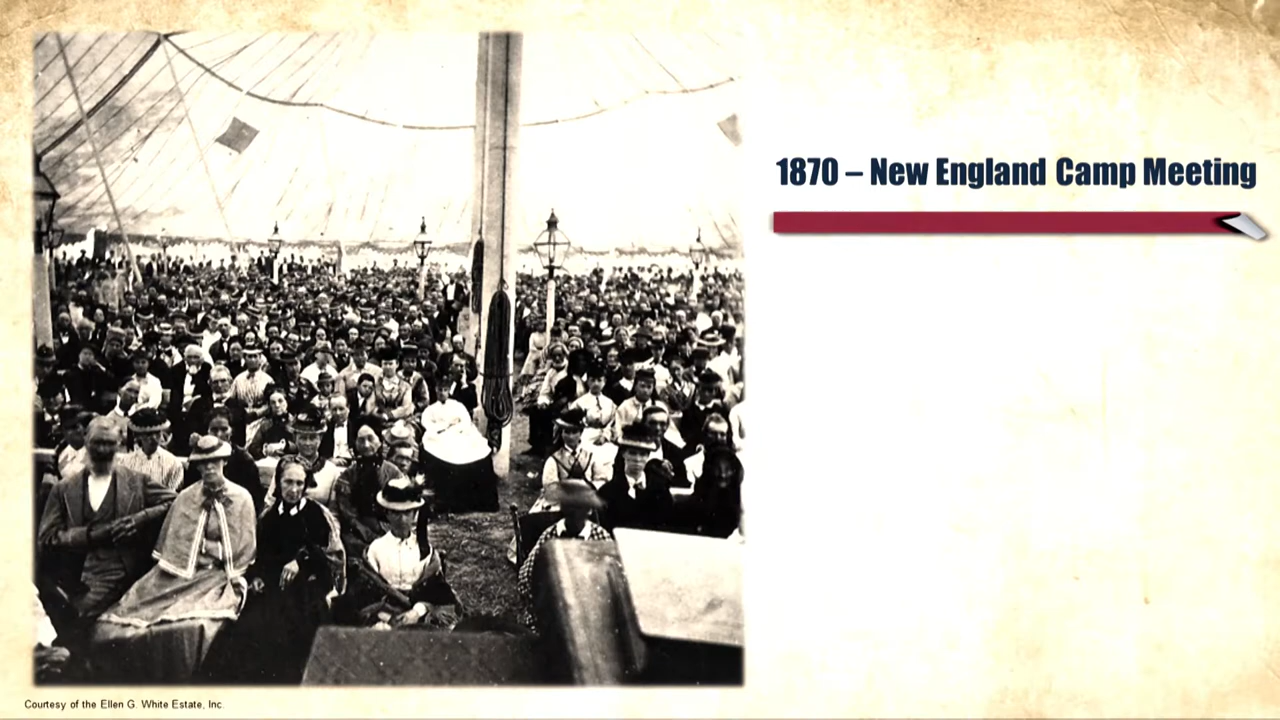 1870 – New England Camp Meeting
Courtesy of the Ellen G. White Estate, Inc.